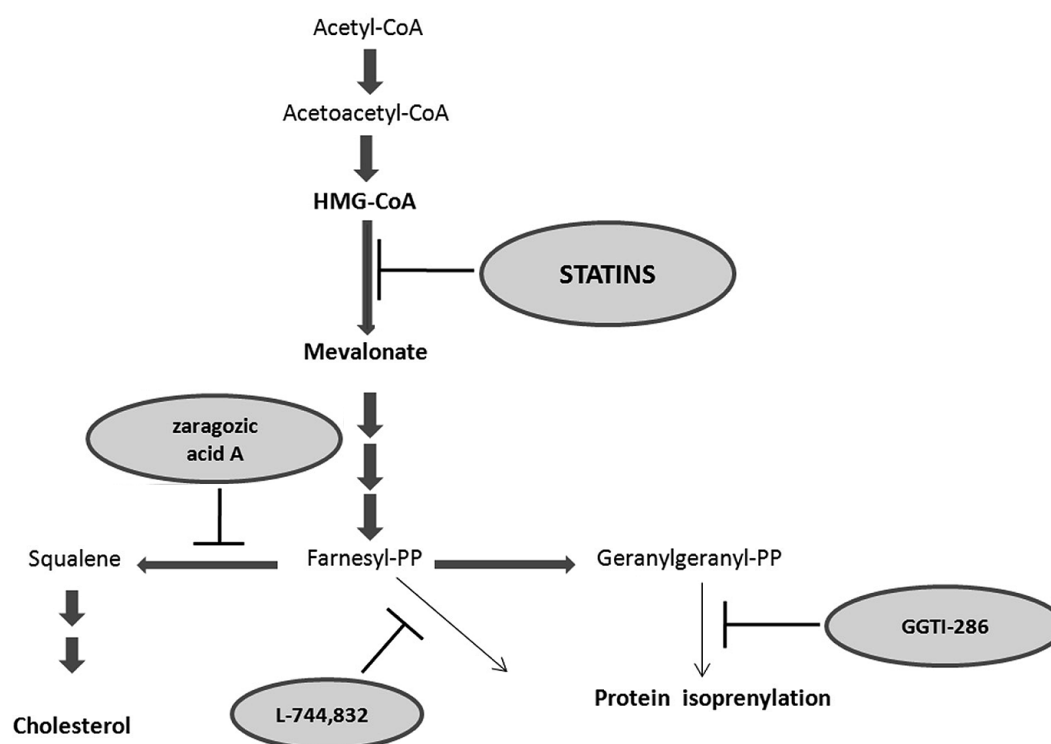 Acetyl-CoA
Acetoacetyl-CoA
HMG-CoA
STATINS
Mevalonate
zaragozic
acid A
Squalene
Farnesyl-PP
Geranylgeranyl-PP
GGTI-286
L-744,832
Protein isoprenylation
Cholesterol